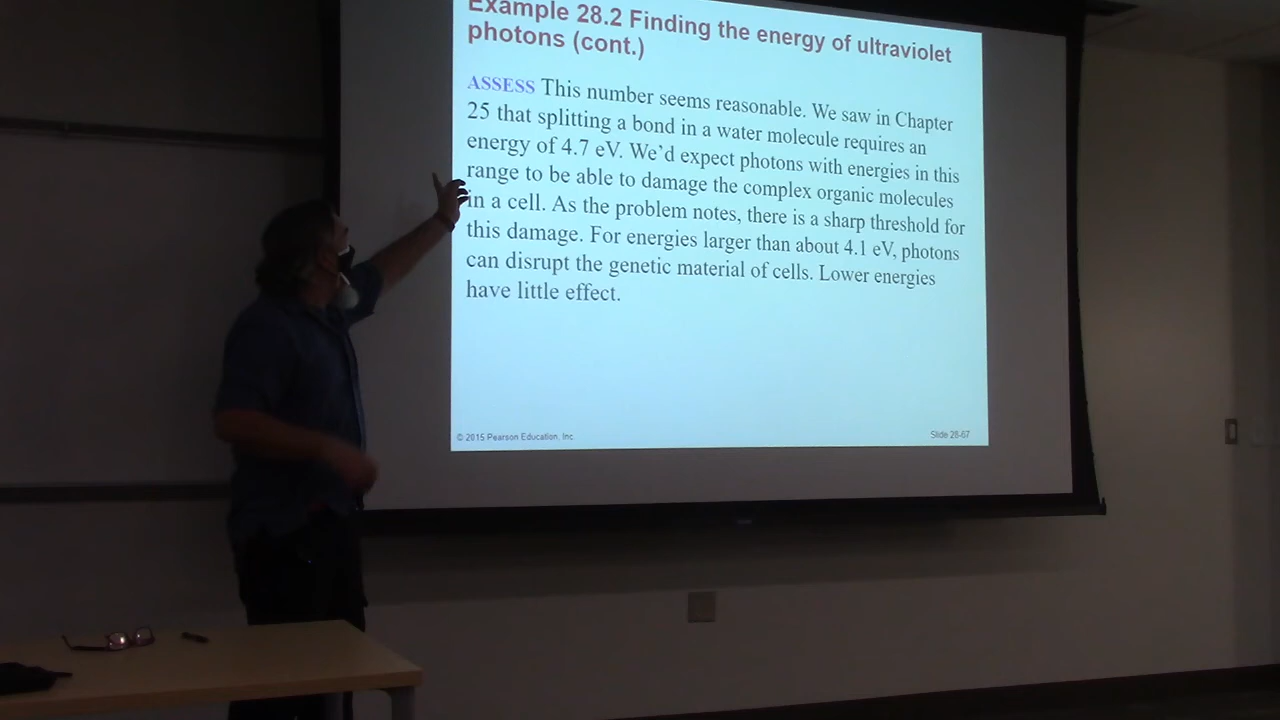 Example 28.2 Finding the energy of ultraviolet
photons (cont.)
ASSESS This number seems reasonable. We saw in Chapter
25 that splitting a bond in a water molecule requires an
energy of 4.7 eV. We'd expect photons with energies in this
range to be able to damage the complex organic molecules
in a cell. As the problem notes, there is a sharp threshold for
this damage. For energies larger than about 4.1 eV, photons
can disrupt the genetic material of cells. Lower energies
have little effect.
© 2015 Pearson Education, Inc.
Slide 28-67